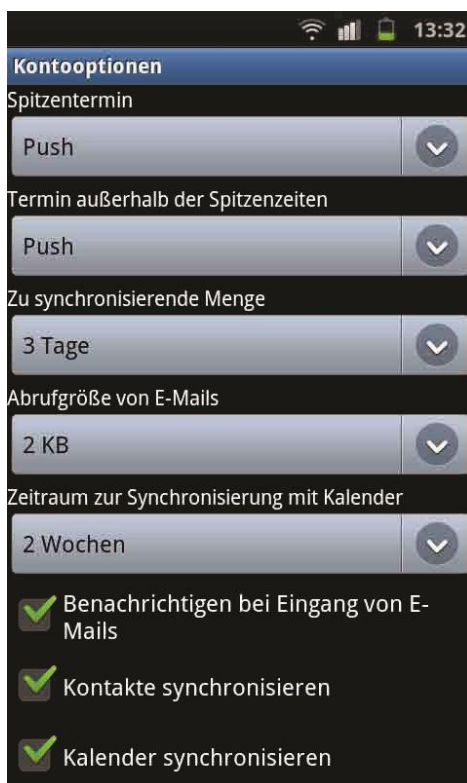 13:32
Kontooptionen
Spitzentermin
Push
Termin außerhalb der Spitzenzeiten
Push
Zu synchronisierende Menge
3 Tage
Abrufgröße von E-Mails
2 KB
Zeitraum zur Synchronisierung mit Kalender
2 Wochen
Benachrichtigen bei Eingang von E-
Mails
Kontakte synchronisieren
Kalender synchronisieren